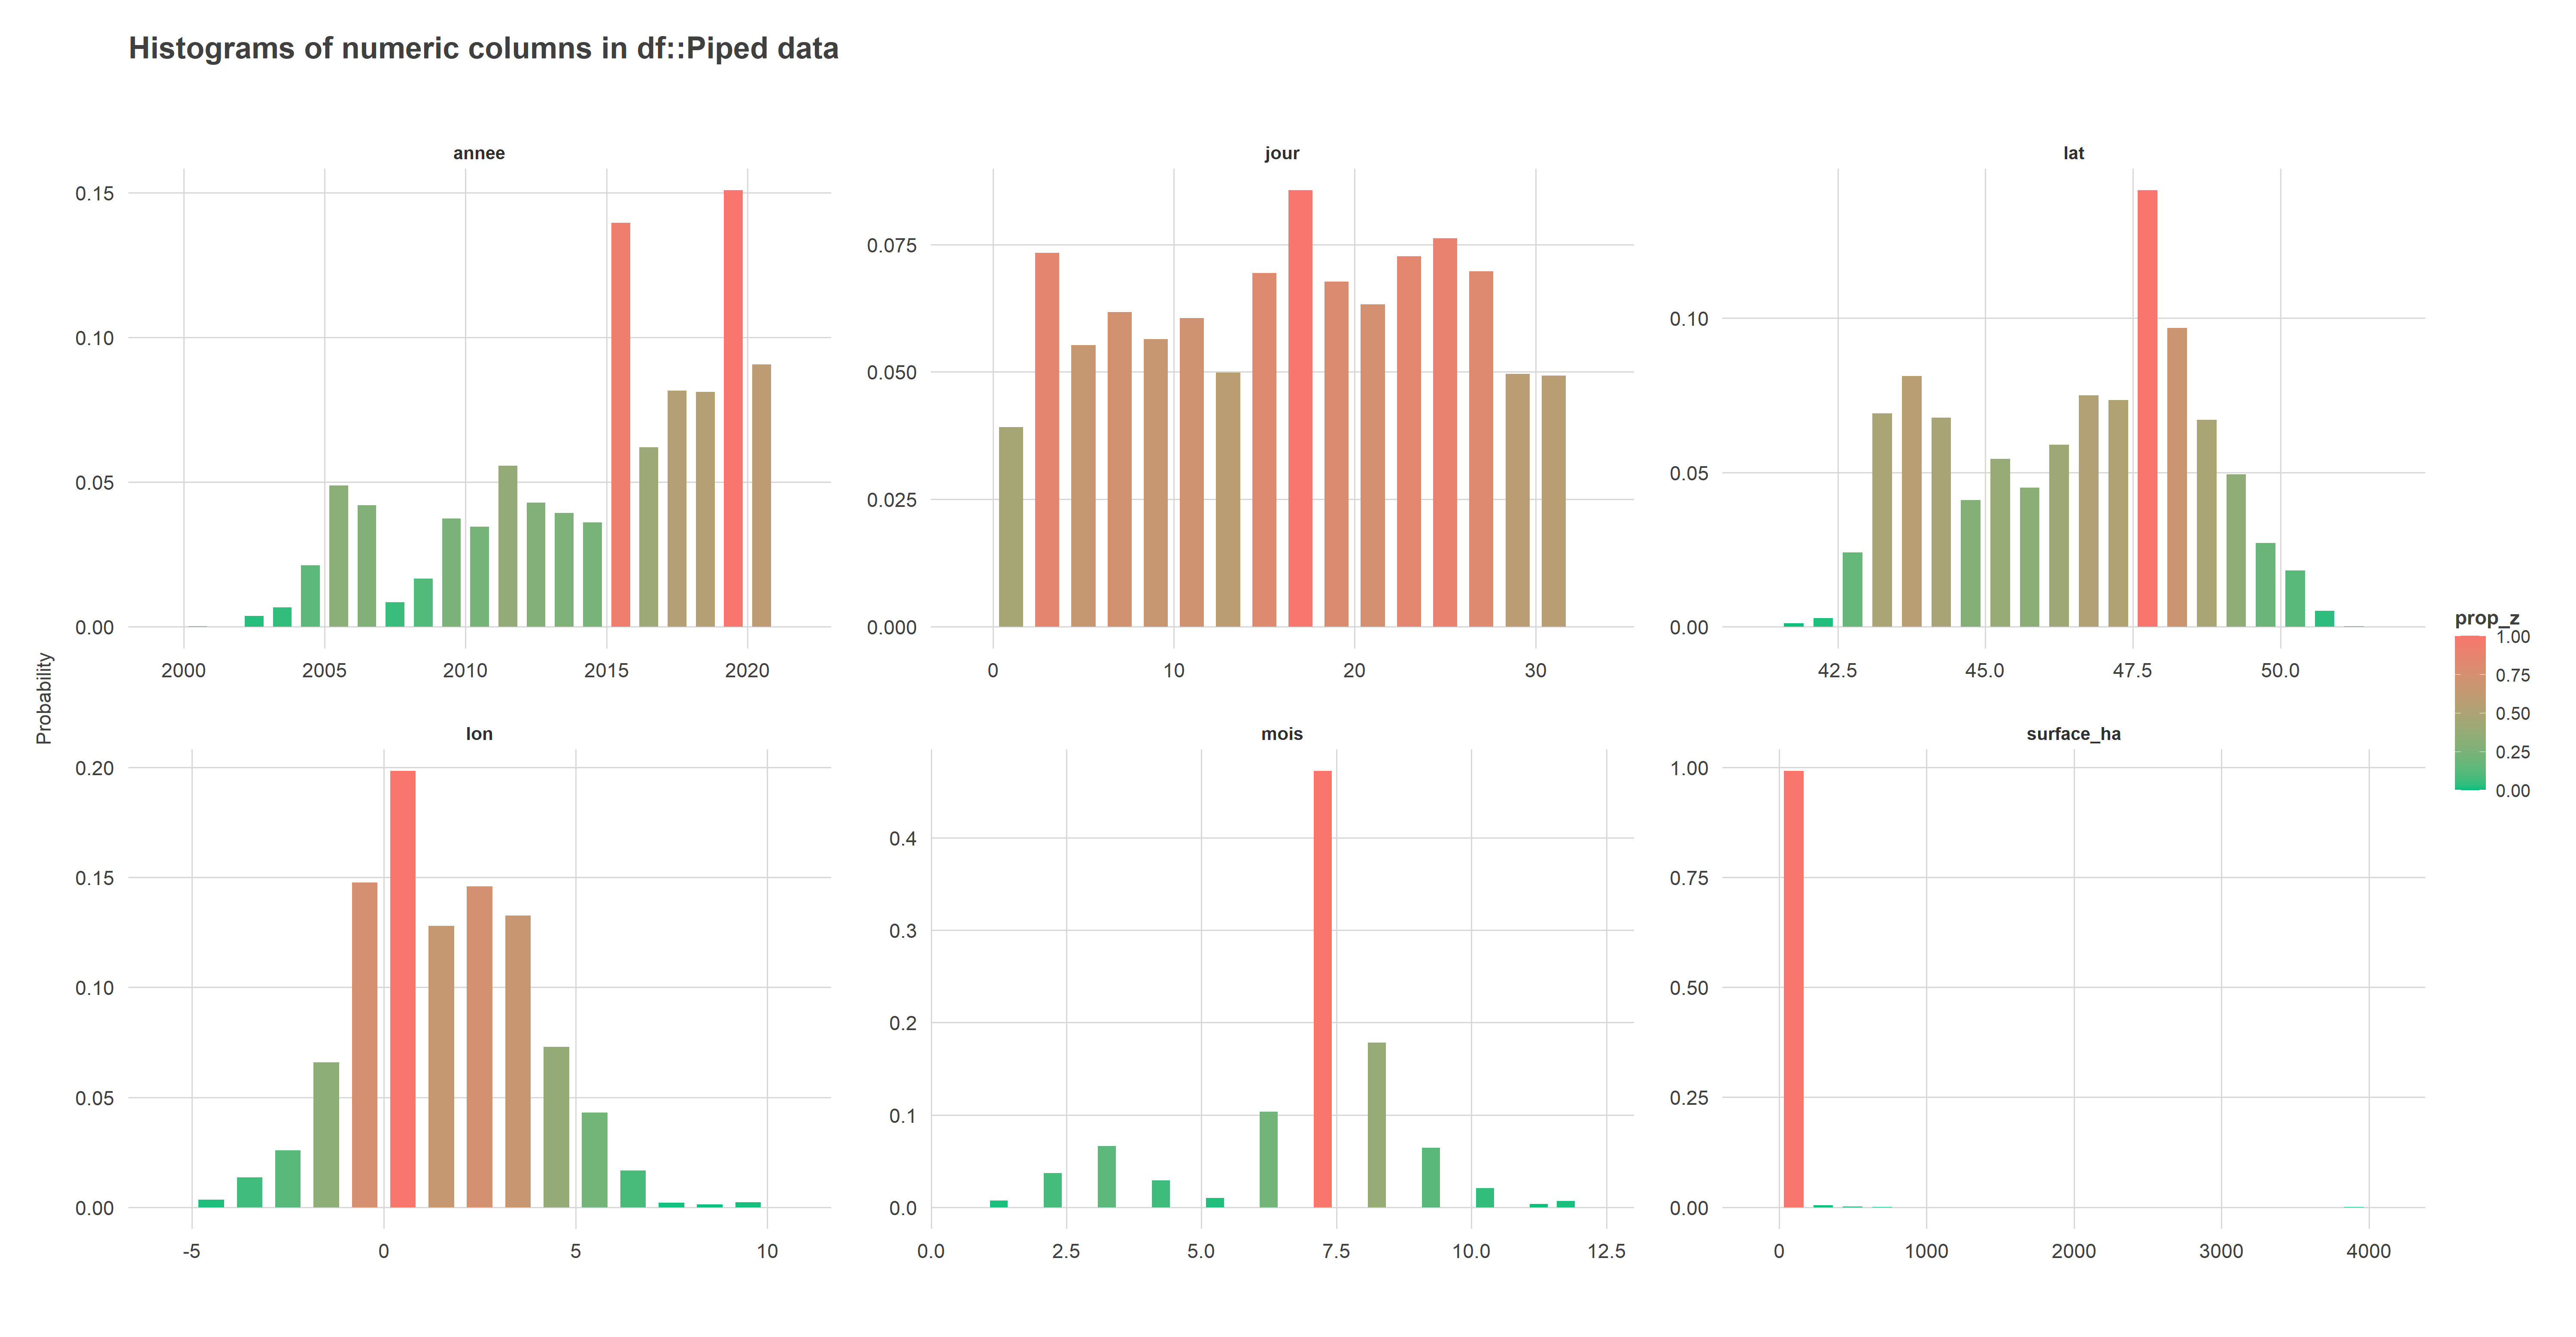 Histograms of numeric columns in df::Piped data
annee
0.15
0.10
0.05
0.00
2000 2005 2010 2015 2020
jour
0.075
0.050
0.025
0.000
0 10 20 30
lat
0.10
0.05
0.00
42.5 45.0 47.5 50.0
Probability
lon
0.20
0.15
0.10
0.05
0.00
-5 0 5 10
mois
0.4
0.3
0.2
0.1
0.0
0.0 2.5 5.0 7.5 10.0 12.5
surface_ha
1.00
0.75
0.50
0.25
0.00
0 1000 2000 3000 4000
prop_z
1.00
0.75
0.50
0.25
0.00